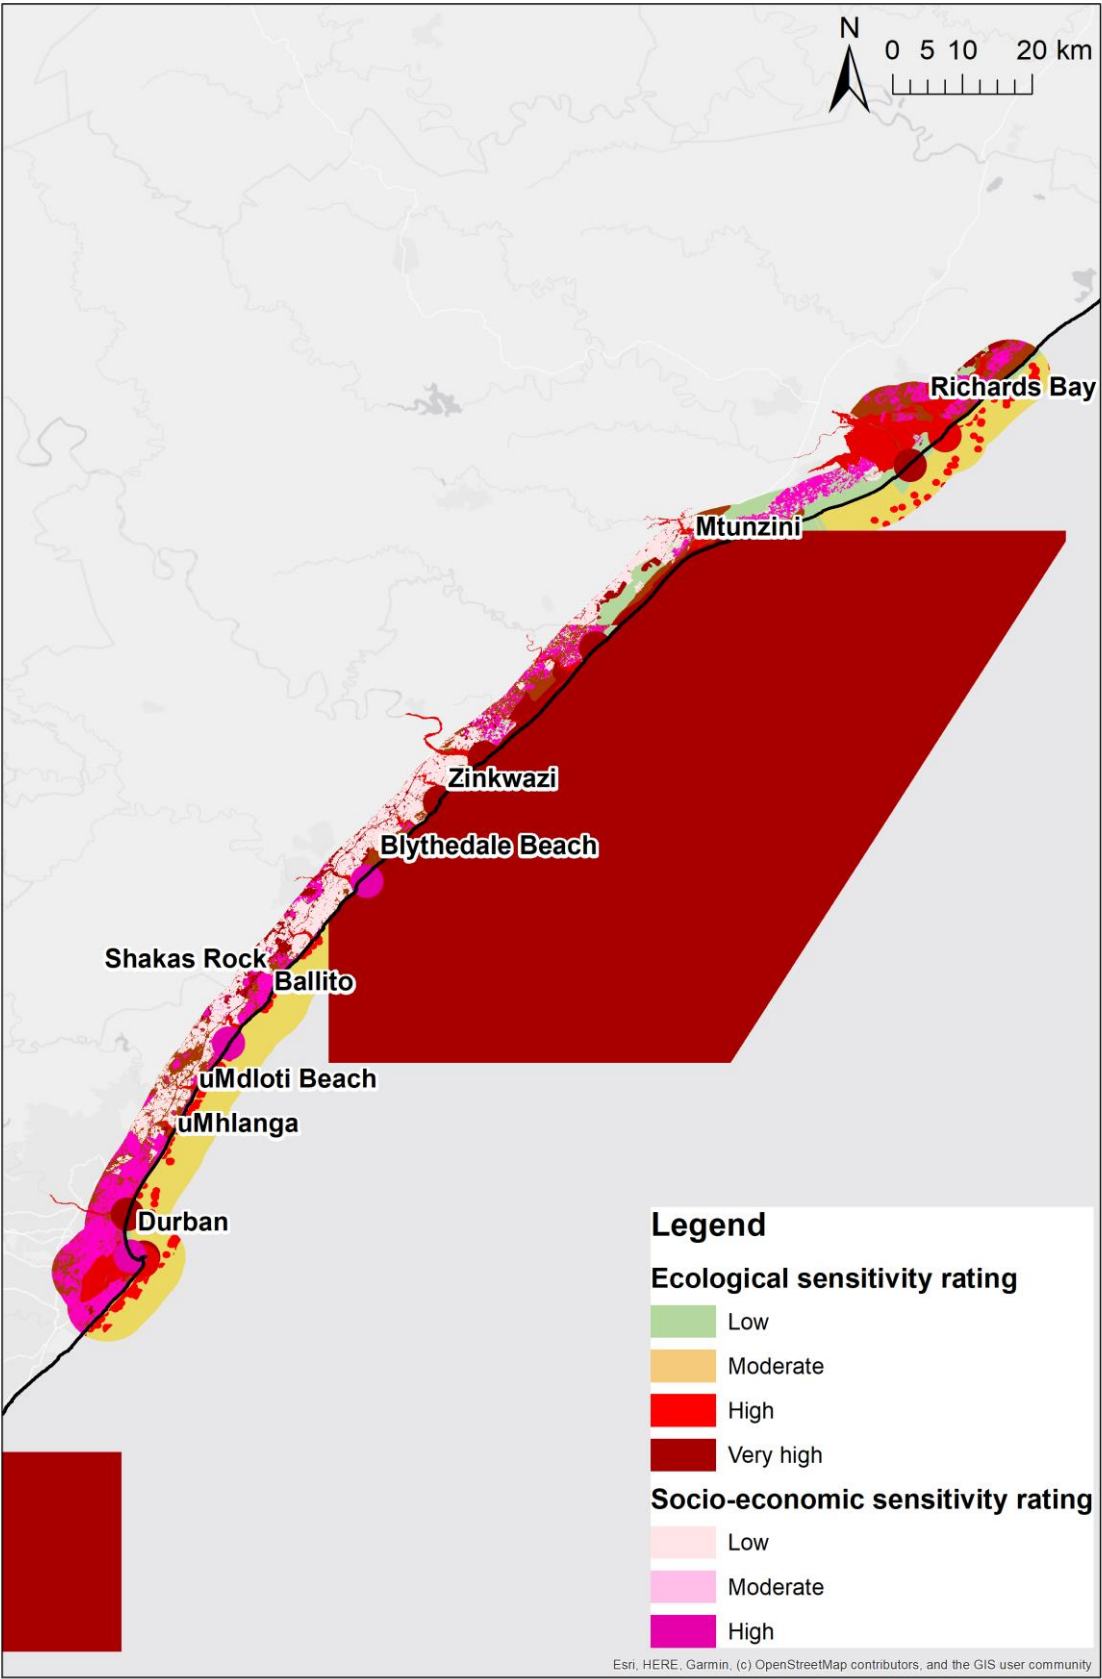 N
0 5 10 20 km
Richards Bay
Mtunzini
Zinkwazi
Blythedale Beach
Shakas Rock
Ballito
uMdloti Beach
uMhlanga
Durban
Legend
Ecological sensitivity rating
Low
Moderate
High
Very high
Socio-economic sensitivity rating
Low
Moderate
High
Esri, HERE, Garmin, (c) OpenStreetMap contributors, and the GIS user community